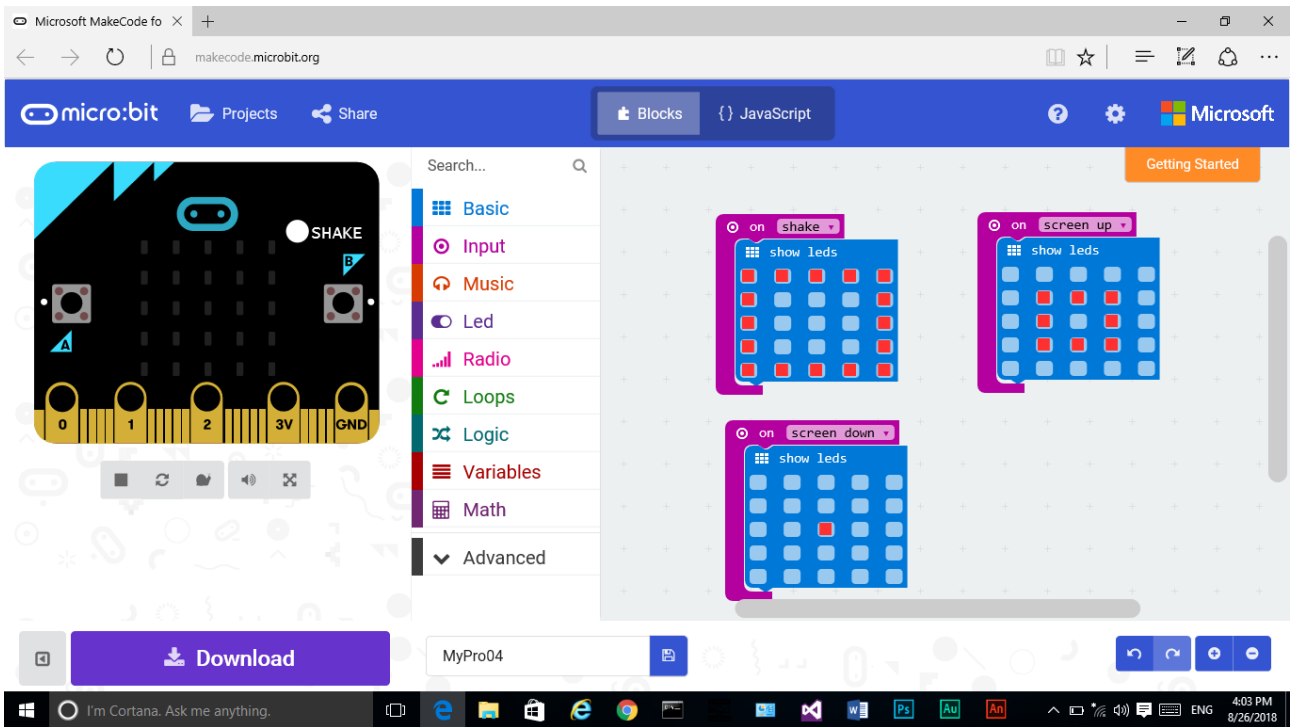 Microsoft MakeCode fo
makecode.microbit.org
micro:bit
Projects
Share
Blocks
{} JavaScript
?
Microsoft
SHAKE
B
A
0
1
2
3V
GND
Search...
Basic
Input
Music
Led
Radio
Loops
Logic
Variables
Math
Advanced
Getting Started
on shake
show leds
on screen up
show leds
on screen down
show leds
Download
MyPro04
I'm Cortana. Ask me anything.
e
e
W
Ps
Au
An
ENG
4:03 PM
8/26/2018